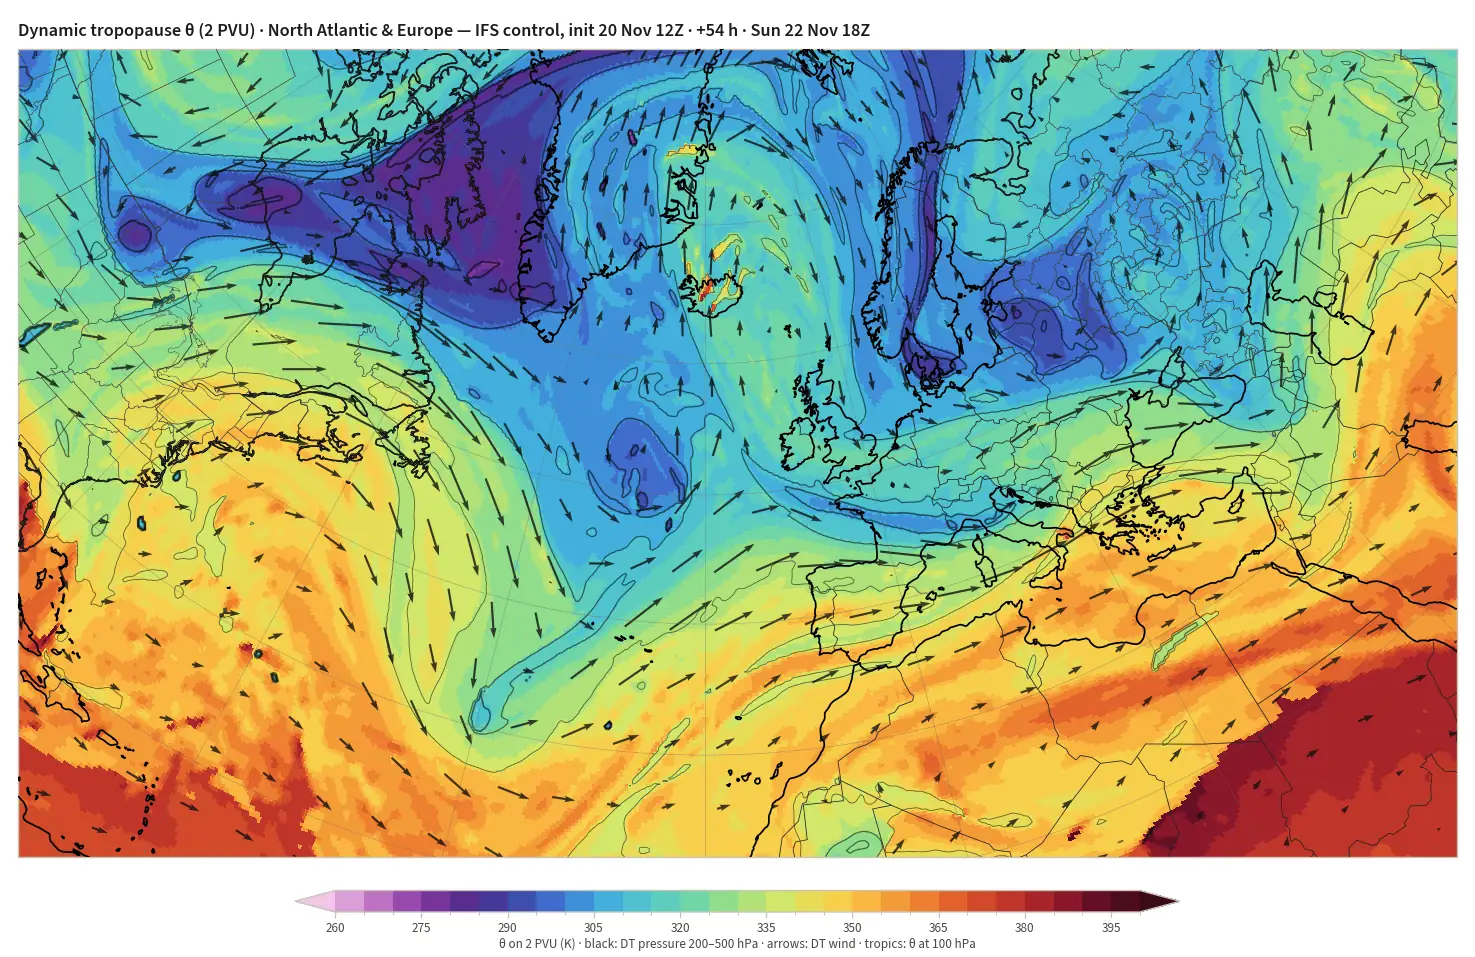 Dynamic tropopause θ (2 PVU) · North Atlantic & Europe — IFS control, init 20 Nov 12Z · +54 h · Sun 22 Nov 18Z
260 275 290 305 320 335 350 365 380 395
θ on 2 PVU (K) · black: DT pressure 200–500 hPa · arrows: DT wind · tropics: θ at 100 hPa